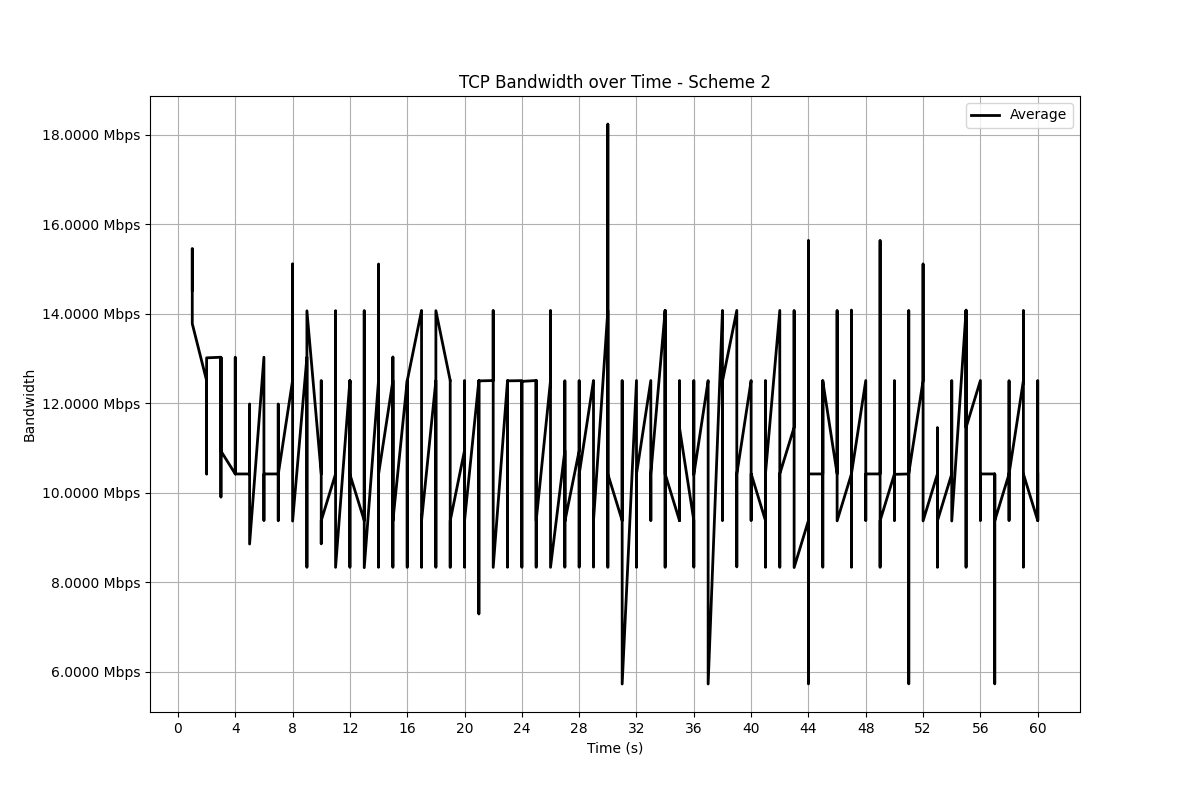 TCP Bandwidth over Time - Scheme 2
Average
18.0000 Mbps
16.0000 Mbps
14.0000 Mbps
12.0000 Mbps
10.0000 Mbps
8.0000 Mbps
6.0000 Mbps
Bandwidth
0 4 8 12 16 20 24 28 32 36 40 44 48 52 56 60
Time (s)